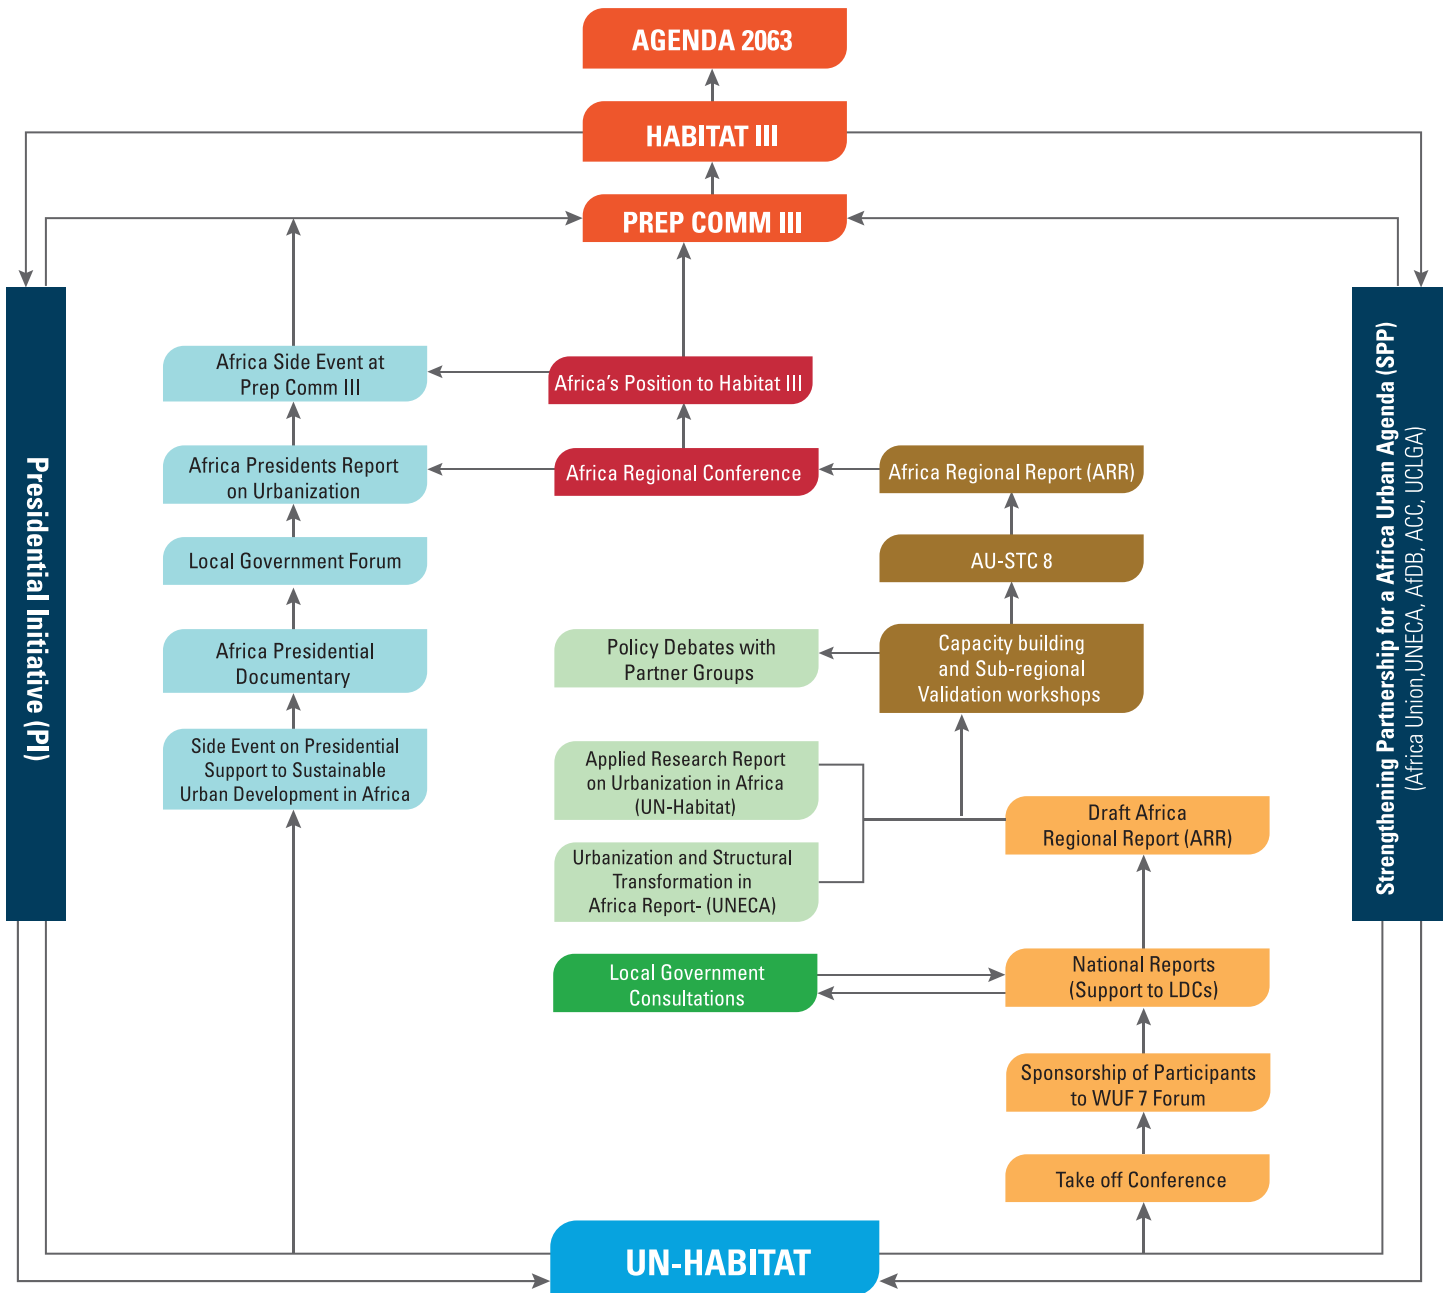 AGENDA 2063
HABITAT III
PREP COMM III
Presidential Initiative (PI)
Africa Side Event at
Prep Comm III
Africa Presidents Report
on Urbanization
Local Government Forum
Africa Presidential
Documentary
Side Event on Presidential
Support to Sustainable
Urban Development in Africa
Africa's Position to Habitat III
Africa Regional Conference
Policy Debates with
Partner Groups
Applied Research Report
on Urbanization in Africa
(UN-Habitat)
Urbanization and Structural
Transformation in
Africa Report- (UNECA)
Local Government
Consultations
Africa Regional Report (ARR)
AU-STC 8
Capacity building
and Sub-regional
Validation workshops
Draft Africa
Regional Report (ARR)
National Reports
(Support to LDCs)
Sponsorship of Participants
to WUF 7 Forum
Take off Conference
Strengthening Partnership for a Africa Urban Agenda (SPP)
(Africa Union,UNECA, AfDB, ACC, UCLGA)
UN-HABITAT